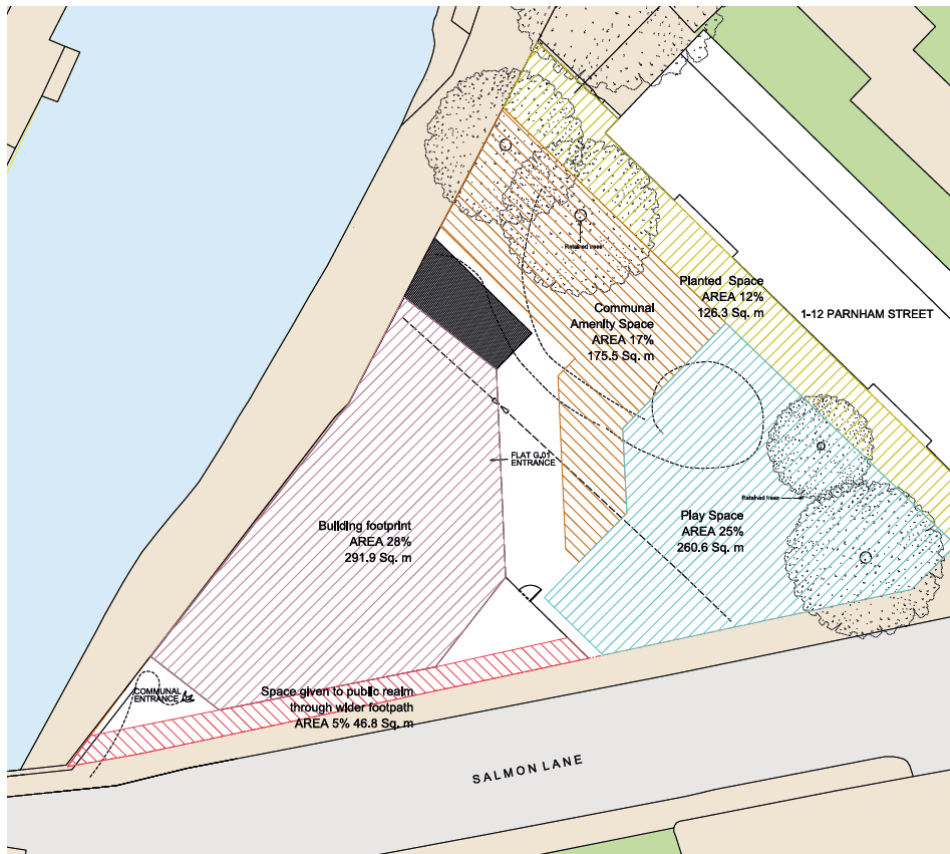 Retained trees
Planted Space
AREA 12%
126.3 Sq. m
1-12 PARNHAM STREET
Communal
Amenity Space
AREA 17%
175.5 Sq. m
FLAT G.01
ENTRANCE
Retained trees
Play Space
AREA 25%
260.6 Sq. m
Building footprint
AREA 28%
291.9 Sq. m
COMMUNAL
ENTRANCE
Space given to public realm
through wider footpath
AREA 5% 46.8 Sq. m
SALMON LANE